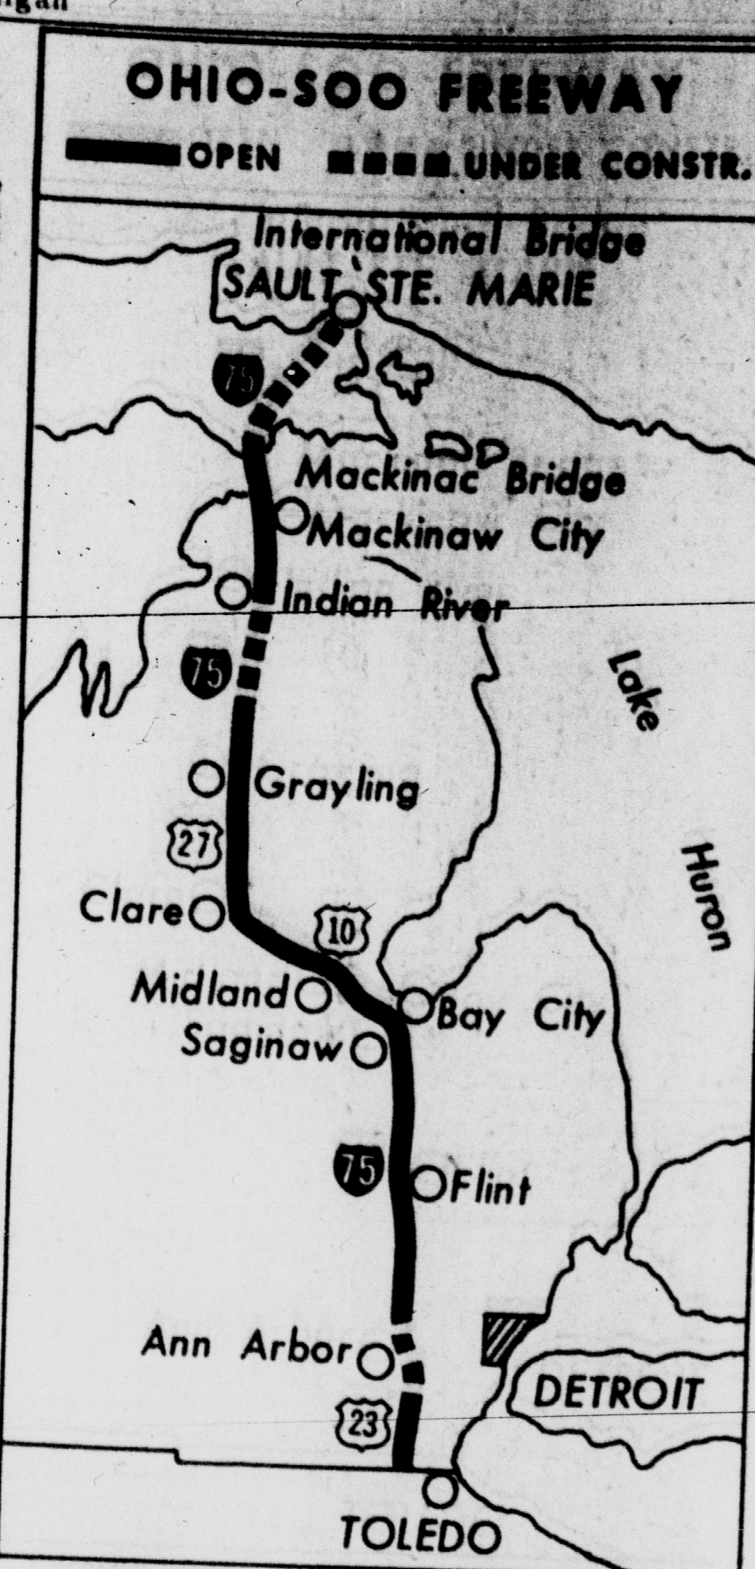 OHIO-SOO FREEWAY
OPEN UNDER CONSTR.
International Bridge
SAULT STE. MARIE
75
Mackinac Bridge
Mackinaw City
Indian River
75
Lake
Grayling
27
Huron
Clare
10
Midland
Bay City
Saginaw
75
Flint
Ann Arbor
DETROIT
23
TOLEDO